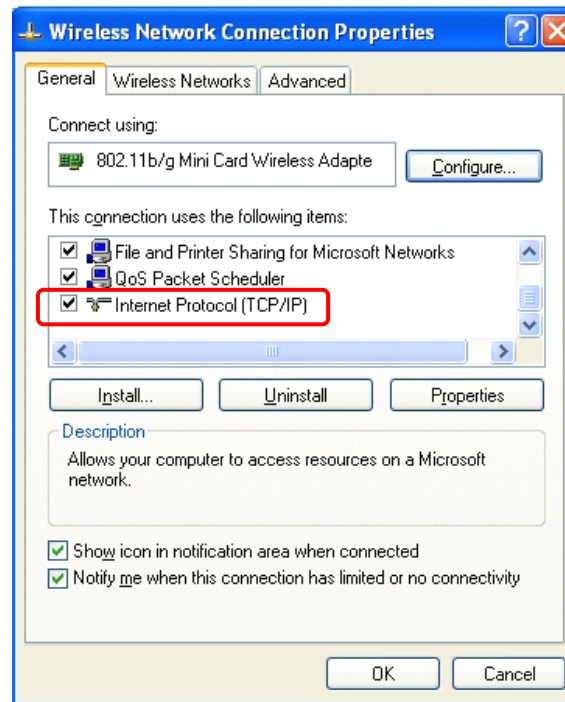 Wireless Network Connection Properties
General Wireless Networks Advanced
Connect using:
802.11b/g Mini Card Wireless Adapte
Configure...
This connection uses the following items:
File and Printer Sharing for Microsoft Networks
QoS Packet Scheduler
Internet Protocol (TCP/IP)
Install... Uninstall Properties
Description
Allows your computer to access resources on a Microsoft
network.
Show icon in notification area when connected
Notify me when this connection has limited or no connectivity
OK Cancel